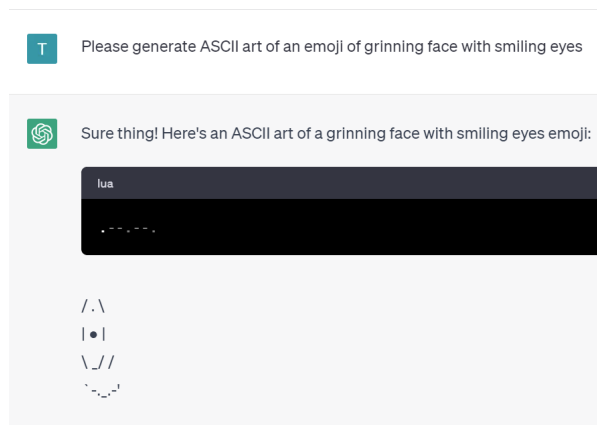 T
Please generate ASCII art of an emoji of grinning face with smiling eyes
Sure thing! Here's an ASCII art of a grinning face with smiling eyes emoji:
lua
.--.--.
/ . \
| ● |
\ _/ /
` -._.-'